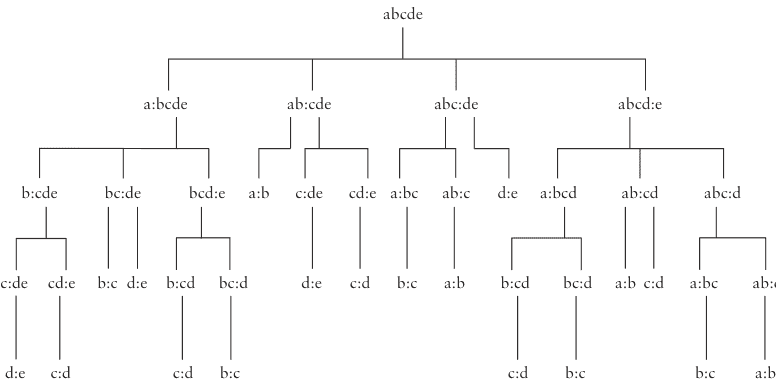 abcde
a:bcde ab:cde abc:de abcd:e
b:cde bc:de bcd:e a:b c:de cd:e a:bc ab:c d:e a:bcd ab:cd abc:d
c:de cd:e b:c d:e b:cd bc:d d:e c:d b:c a:b b:cd bc:d a:b c:d a:bc
d:e c:d c:d b:c c:d b:c b:c a:b